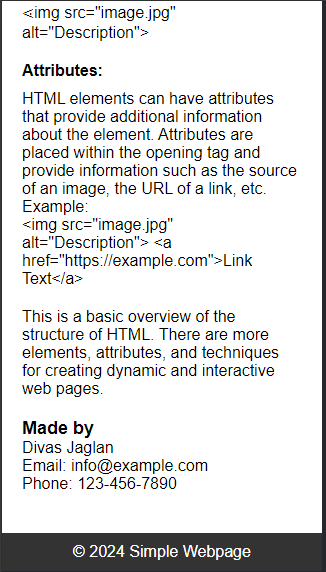 <img src="image.jpg"
alt="Description">
Attributes:
HTML elements can have attributes
that provide additional information
about the element. Attributes are
placed within the opening tag and
provide information such as the source
of an image, the URL of a link, etc.
Example:
<img src="image.jpg"
alt="Description"> <a
href="https://example.com">Link
Text</a>
This is a basic overview of the
structure of HTML. There are more
elements, attributes, and techniques
for creating dynamic and interactive
web pages.
Made by
Divas Jaglan
Email: info@example.com
Phone: 123-456-7890
© 2024 Simple Webpage